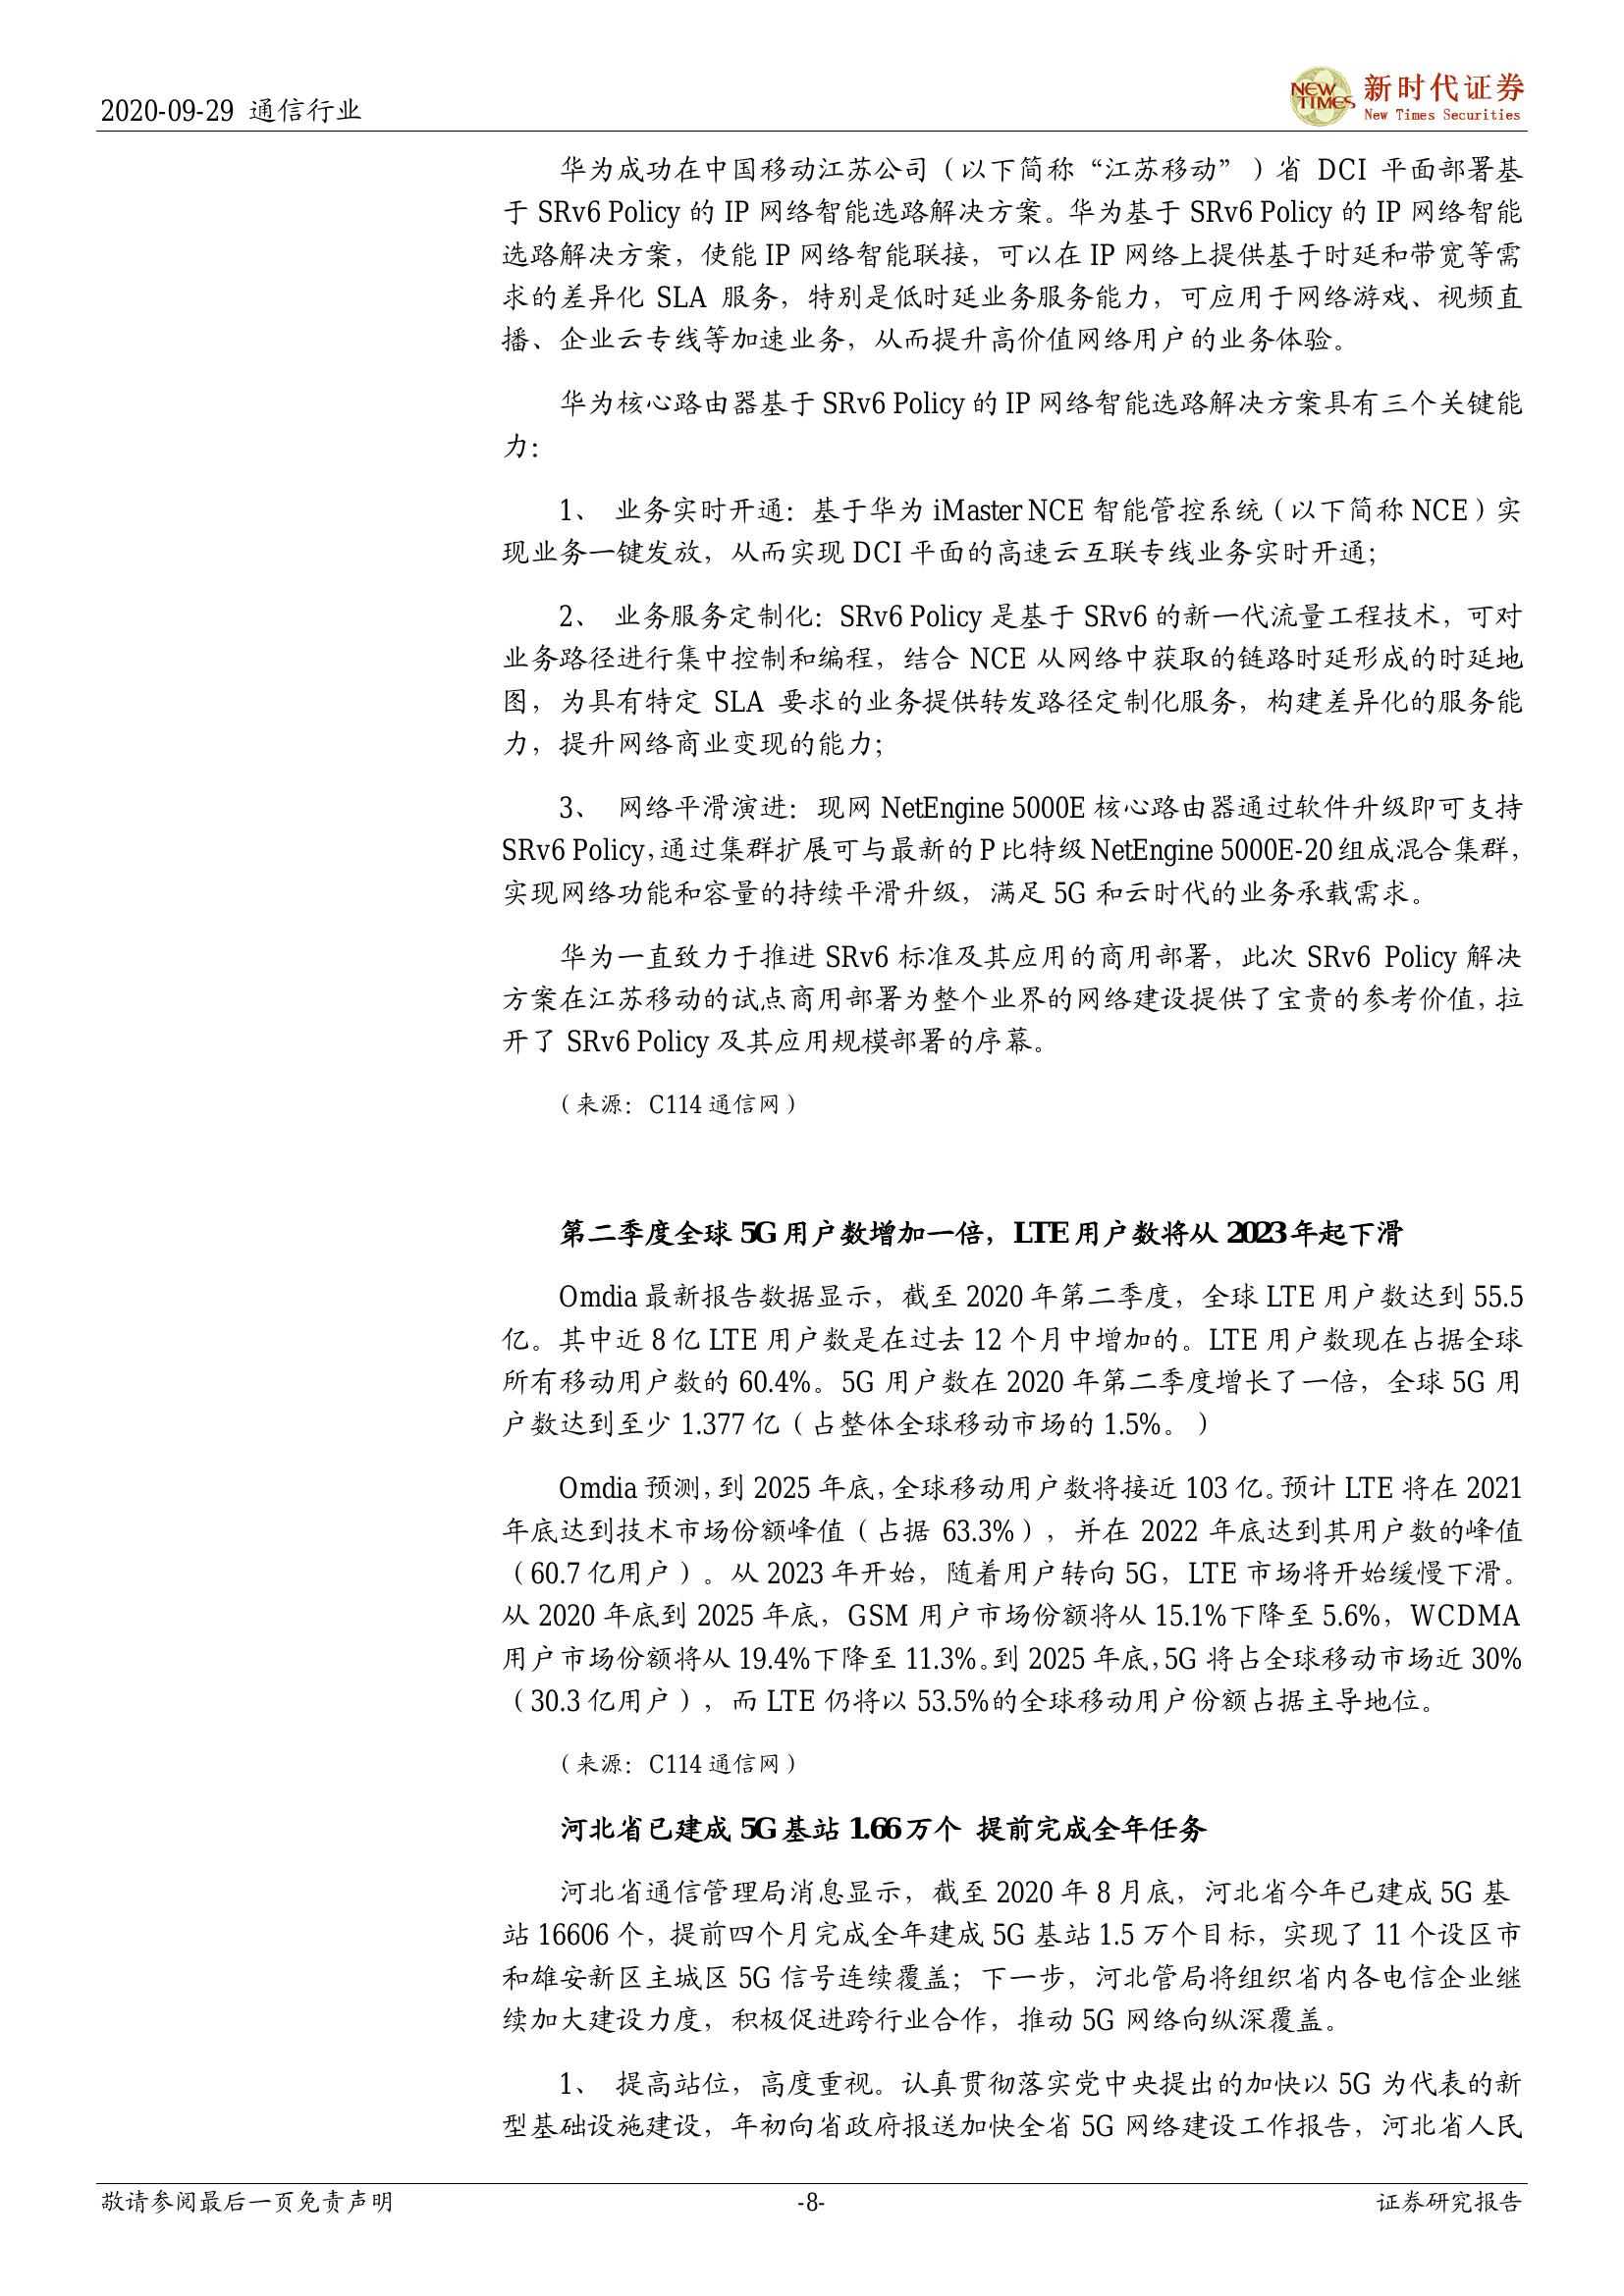 2020-09-29 通信行业
NEW TIMES 新时代证券
New Times Securities
华为成功在中国移动江苏公司（以下简称“江苏移动”）省 DCI 平面部署基
于 SRv6 Policy 的 IP 网络智能选路解决方案。华为基于 SRv6 Policy 的 IP 网络智能
选路解决方案，使能 IP 网络智能联接，可以在 IP 网络上提供基于时延和带宽等需
求的差异化 SLA 服务，特别是低时延业务服务能力，可应用于网络游戏、视频直
播、企业云专线等加速业务，从而提升高价值网络用户的业务体验。
华为核心路由器基于 SRv6 Policy 的 IP 网络智能选路解决方案具有三个关键能
力：
1、 业务实时开通：基于华为 iMaster NCE 智能管控系统（以下简称 NCE）实
现业务一键发放，从而实现 DCI 平面的高速云互联专线业务实时开通；
2、 业务服务定制化：SRv6 Policy 是基于 SRv6 的新一代流量工程技术，可对
业务路径进行集中控制和编程，结合 NCE 从网络中获取的链路时延形成的时延地
图，为具有特定 SLA 要求的业务提供转发路径定制化服务，构建差异化的服务能
力，提升网络商业变现的能力；
3、 网络平滑演进：现网 NetEngine 5000E 核心路由器通过软件升级即可支持
SRv6 Policy，通过集群扩展可与最新的 P 比特级 NetEngine 5000E-20 组成混合集群，
实现网络功能和容量的持续平滑升级，满足 5G 和云时代的业务承载需求。
华为一直致力于推进 SRv6 标准及其应用的商用部署，此次 SRv6 Policy 解决
方案在江苏移动的试点商用部署为整个业界的网络建设提供了宝贵的参考价值，拉
开了 SRv6 Policy 及其应用规模部署的序幕。
（来源：C114 通信网）
第二季度全球 5G 用户数增加一倍，LTE 用户数将从 2023 年起下滑
Omdia 最新报告数据显示，截至 2020 年第二季度，全球 LTE 用户数达到 55.5
亿。其中近 8 亿 LTE 用户数是在过去 12 个月中增加的。LTE 用户数现在占据全球
所有移动用户数的 60.4%。5G 用户数在 2020 年第二季度增长了一倍，全球 5G 用
户数达到至少 1.377 亿（占整体全球移动市场的 1.5%。）
Omdia 预测，到 2025 年底，全球移动用户数将接近 103 亿。预计 LTE 将在 2021
年底达到技术市场份额峰值（占据 63.3%），并在 2022 年底达到其用户数的峰值
（60.7 亿用户）。从 2023 年开始，随着用户转向 5G，LTE 市场将开始缓慢下滑。
从 2020 年底到 2025 年底，GSM 用户市场份额将从 15.1%下降至 5.6%，WCDMA
用户市场份额将从 19.4%下降至 11.3%。到 2025 年底，5G 将占全球移动市场近 30%
（30.3 亿用户），而 LTE 仍将以 53.5%的全球移动用户份额占据主导地位。
（来源：C114 通信网）
河北省已建成 5G 基站 1.66 万个 提前完成全年任务
河北省通信管理局消息显示，截至 2020 年 8 月底，河北省今年已建成 5G 基
站 16606 个，提前四个月完成全年建成 5G 基站 1.5 万个目标，实现了 11 个设区市
和雄安新区主城区 5G 信号连续覆盖；下一步，河北管局将组织省内各电信企业继
续加大建设力度，积极促进跨行业合作，推动 5G 网络向纵深覆盖。
1、 提高站位，高度重视。认真贯彻落实党中央提出的加快以 5G 为代表的新
型基础设施建设，年初向省政府报送加快全省 5G 网络建设工作报告，河北省人民
敬请参阅最后一页免责声明 -8- 证券研究报告